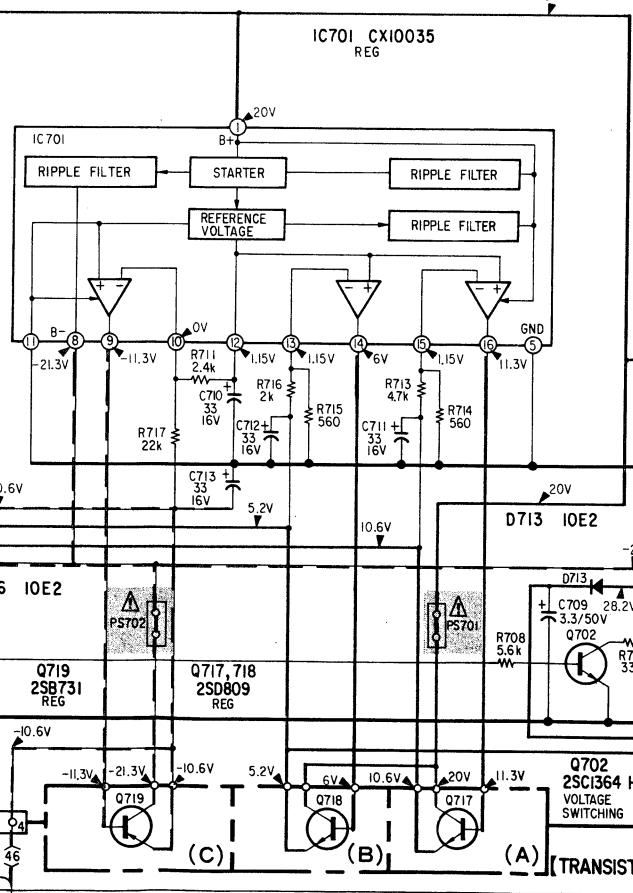 IC701 CX10035
REG
1
20V
IC701
B+
RIPPLE FILTER
STARTER
RIPPLE FILTER
REFERENCE
VOLTAGE
RIPPLE FILTER
+ −
− +
− +
GND
11
B−
8
9
10
0V
12
13
14
15
16
5
−21.3V
−11.3V
1.15V
1.15V
6V
1.15V
11.3V
R711
2.4k
C710
33
16V
R716
2k
R715
560
R713
4.7k
R714
560
C712
33
16V
C711
33
16V
R717
22k
C713
33
16V
0.6V
5.2V
10.6V
20V
D713 10E2
6 10E2
PS702
PS701
D713
C709
3.3/50V
28.2V
Q702
R708
5.6k
R7
33
Q719
2SB731
REG
Q717,718
2SD809
REG
−10.6V
−11.3V
−21.3V
−10.6V
5.2V
6V
10.6V
20V
11.3V
Q702
2SC1364
VOLTAGE
SWITCHING
Q719
Q718
Q717
4
46
(C)
(B)
(A)
[TRANSIST